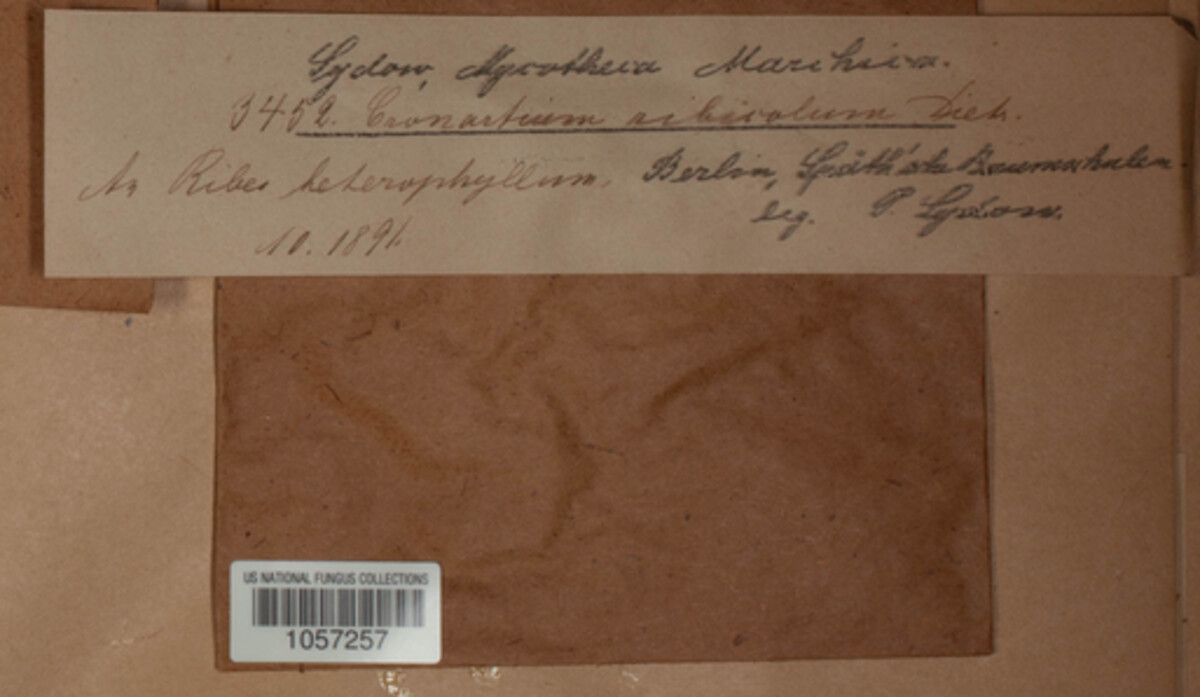 Sydow, Mycotheca Marchica.
3452. Cronartium ribicolum Diet.
An Ribes heterophyllum. Berlin, Späth'sche Baumschulen
leg. P. Sydow.
10. 1891.
US NATIONAL FUNGUS COLLECTIONS
1057257